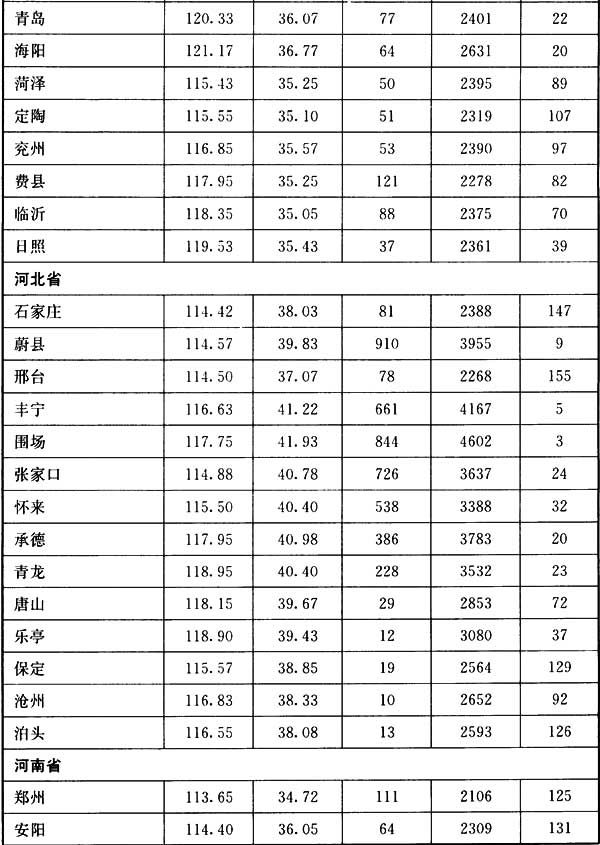 青岛 120.33 36.07 77 2401 22
海阳 121.17 36.77 64 2631 20
菏泽 115.43 35.25 50 2395 89
定陶 115.55 35.10 51 2319 107
兖州 116.85 35.57 53 2390 97
费县 117.95 35.25 121 2278 82
临沂 118.35 35.05 88 2375 70
日照 119.53 35.43 37 2361 39
河北省
石家庄 114.42 38.03 81 2388 147
蔚县 114.57 39.83 910 3955 9
邢台 114.50 37.07 78 2268 155
丰宁 116.63 41.22 661 4167 5
围场 117.75 41.93 844 4602 3
张家口 114.88 40.78 726 3637 24
怀来 115.50 40.40 538 3388 32
承德 117.95 40.98 386 3783 20
青龙 118.95 40.40 228 3532 23
唐山 118.15 39.67 29 2853 72
乐亭 118.90 39.43 12 3080 37
保定 115.57 38.85 19 2564 129
沧州 116.83 38.33 10 2652 92
泊头 116.55 38.08 13 2593 126
河南省
郑州 113.65 34.72 111 2106 125
安阳 114.40 36.05 64 2309 131